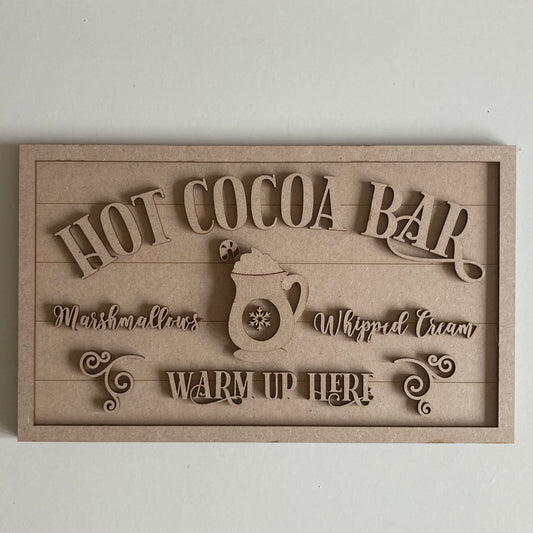 HOT COCOA BAR
Marshmallows
Whipped Cream
WARM UP HERE